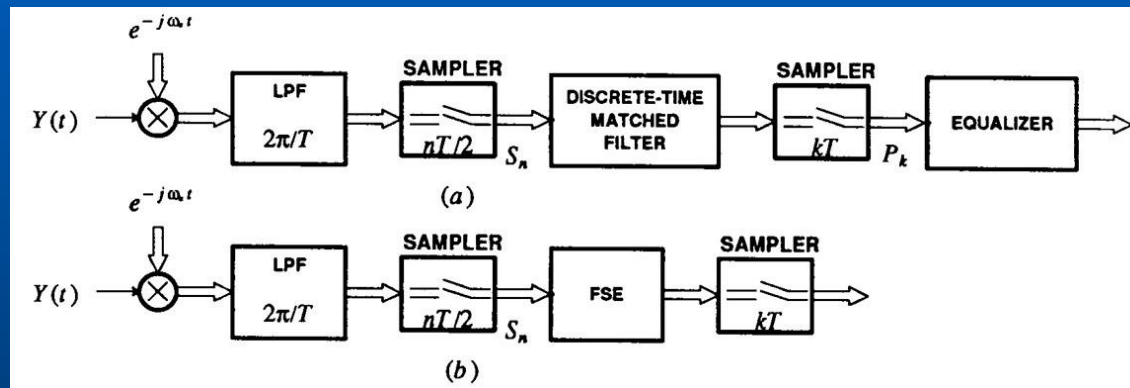 e^{-jω_c t}
Y(t)
LPF
2π/T
SAMPLER
nT/2
S_n
DISCRETE-TIME
MATCHED
FILTER
SAMPLER
kT
P_k
EQUALIZER
(a)
e^{-jω_c t}
Y(t)
LPF
2π/T
SAMPLER
nT/2
S_n
FSE
SAMPLER
kT
(b)